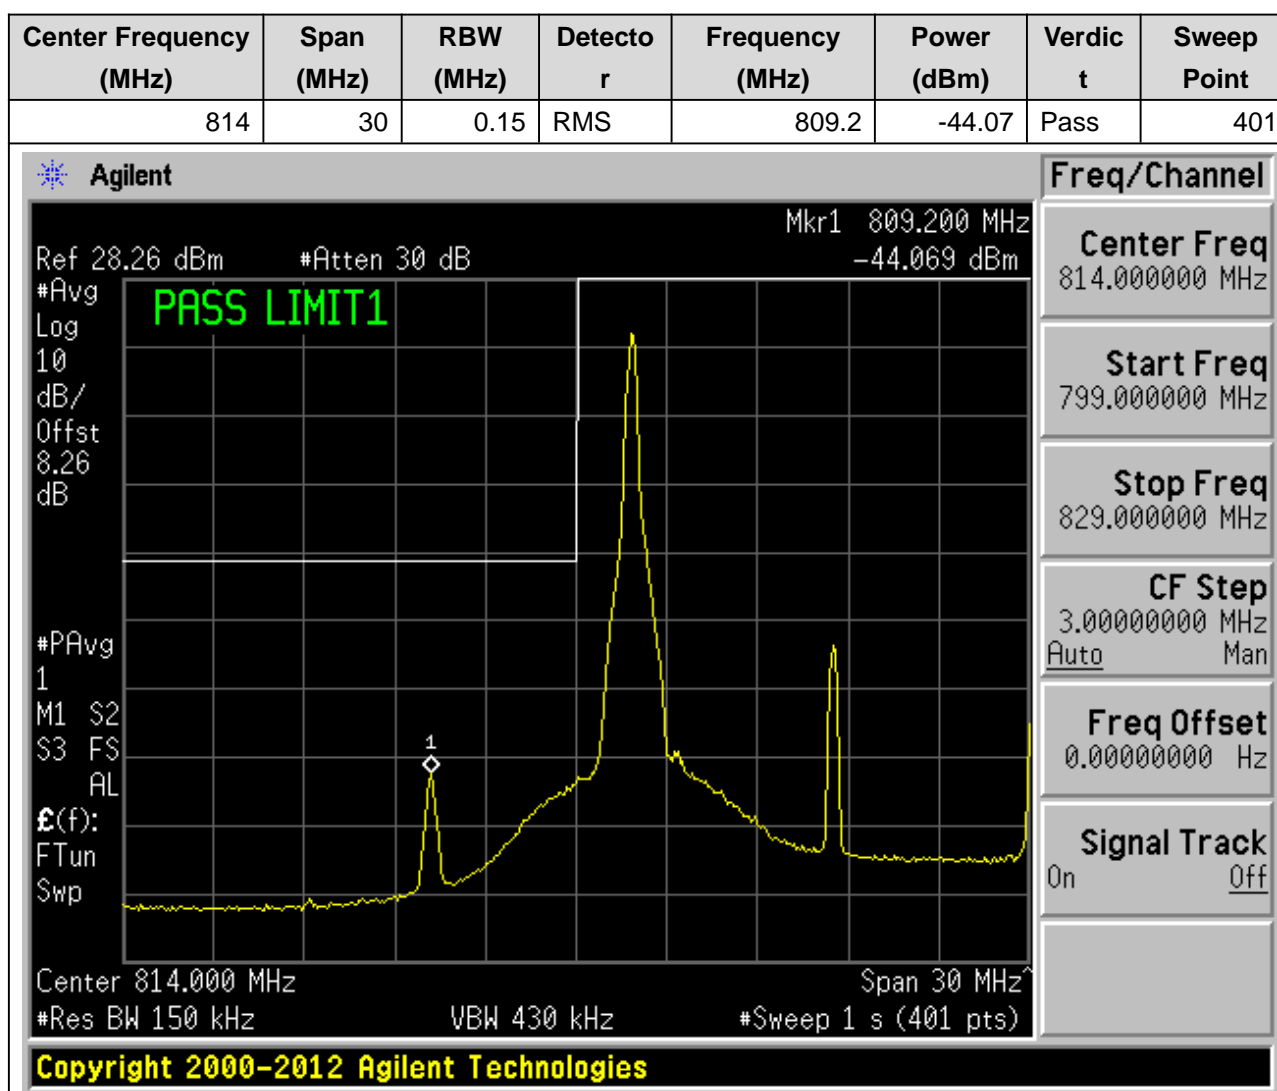 Center Frequency (MHz) Span (MHz) RBW (MHz) Detector Frequency (MHz) Power (dBm) Verdict Sweep Point
814 30 0.15 RMS 809.2 -44.07 Pass 401
Agilent
Freq/Channel
Mkr1 809.200 MHz
Ref 28.26 dBm #Atten 30 dB -44.069 dBm
#Avg
Log
10
dB/
Offst
8.26
dB
PASS LIMIT1
#PAvg
1
M1 S2
S3 FS
AL
£(f):
FTun
Swp
1
Center 814.000 MHz Span 30 MHz^
#Res BW 150 kHz VBW 430 kHz #Sweep 1 s (401 pts)
Center Freq
814.000000 MHz
Start Freq
799.000000 MHz
Stop Freq
829.000000 MHz
CF Step
3.00000000 MHz
Auto Man
Freq Offset
0.00000000 Hz
Signal Track
On Off
Copyright 2000-2012 Agilent Technologies